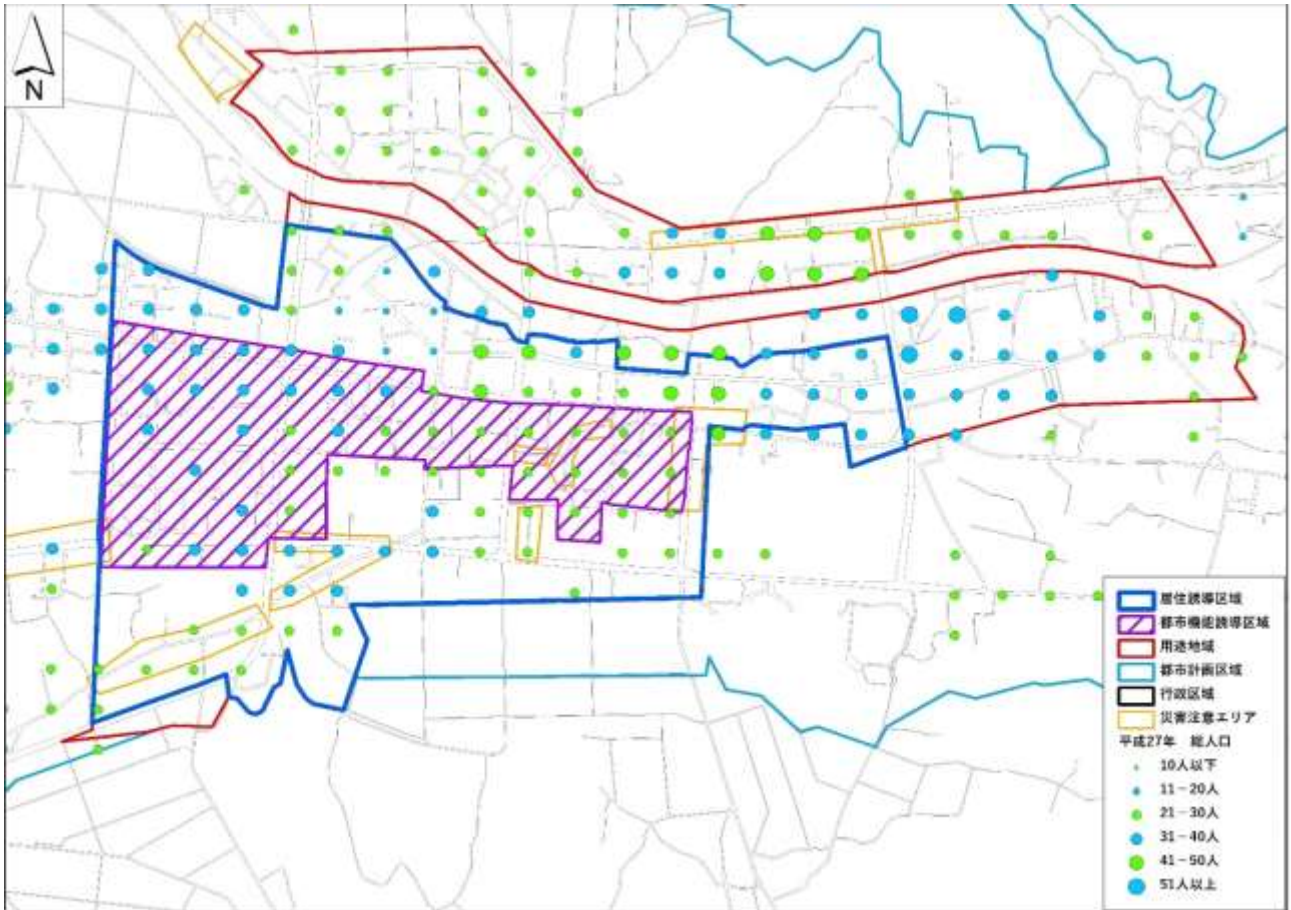 N
居住誘導区域
都市機能誘導区域
用途地域
都市計画区域
行政区域
災害注意エリア
平成27年 総人口
10人以下
11-20人
21-30人
31-40人
41-50人
51人以上